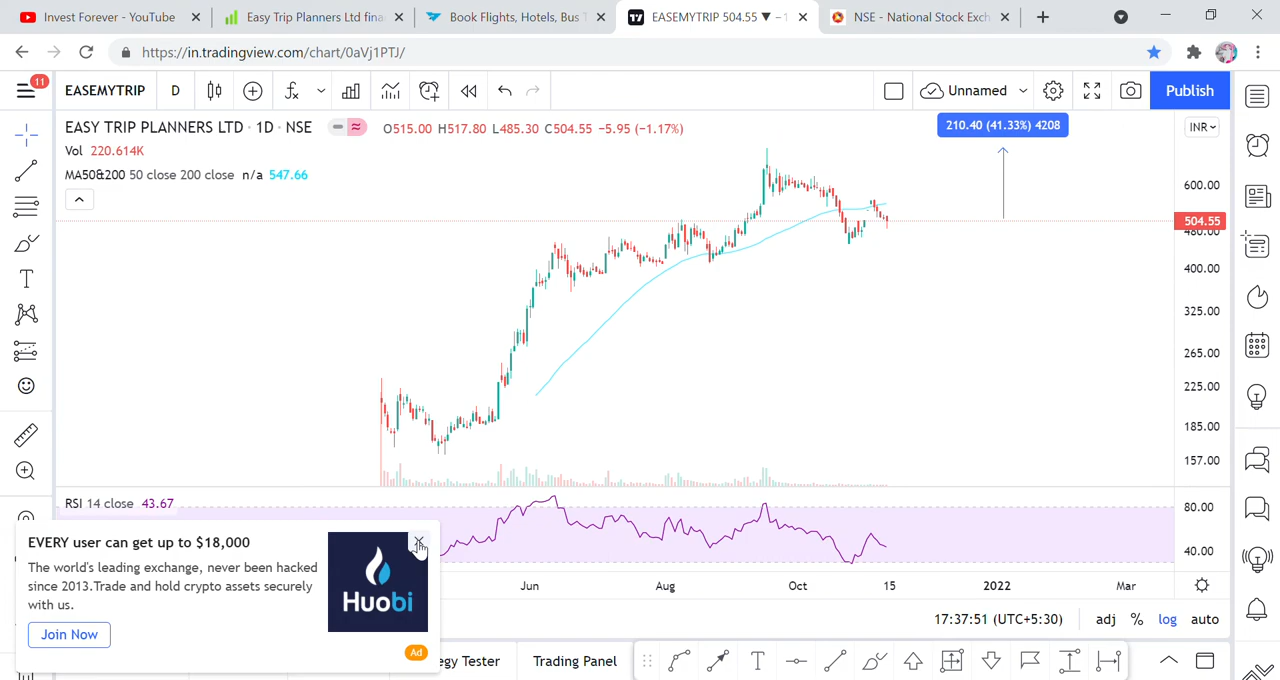 Invest Forever - YouTube
Easy Trip Planners Ltd fina
Book Flights, Hotels, Bus T
EASEMYTRIP 504.55 ▼ −1
NSE - National Stock Exch
https://in.tradingview.com/chart/0aVj1PTJ/
11
EASEMYTRIP
D
Unnamed
Publish
EASY TRIP PLANNERS LTD · 1D · NSE
O515.00 H517.80 L485.30 C504.55 −5.95 (−1.17%)
210.40 (41.33%) 4208
INR
Vol 220.614K
MA50&200 50 close 200 close n/a 547.66
600.00
504.55
480.00
400.00
325.00
265.00
225.00
185.00
157.00
RSI 14 close 43.67
80.00
40.00
EVERY user can get up to $18,000
The world's leading exchange, never been hacked
since 2013.Trade and hold crypto assets securely
with us.
Join Now
Huobi
Ad
Jun
Aug
Oct
15
2022
Mar
17:37:51 (UTC+5:30)
adj
%
log
auto
egy Tester
Trading Panel